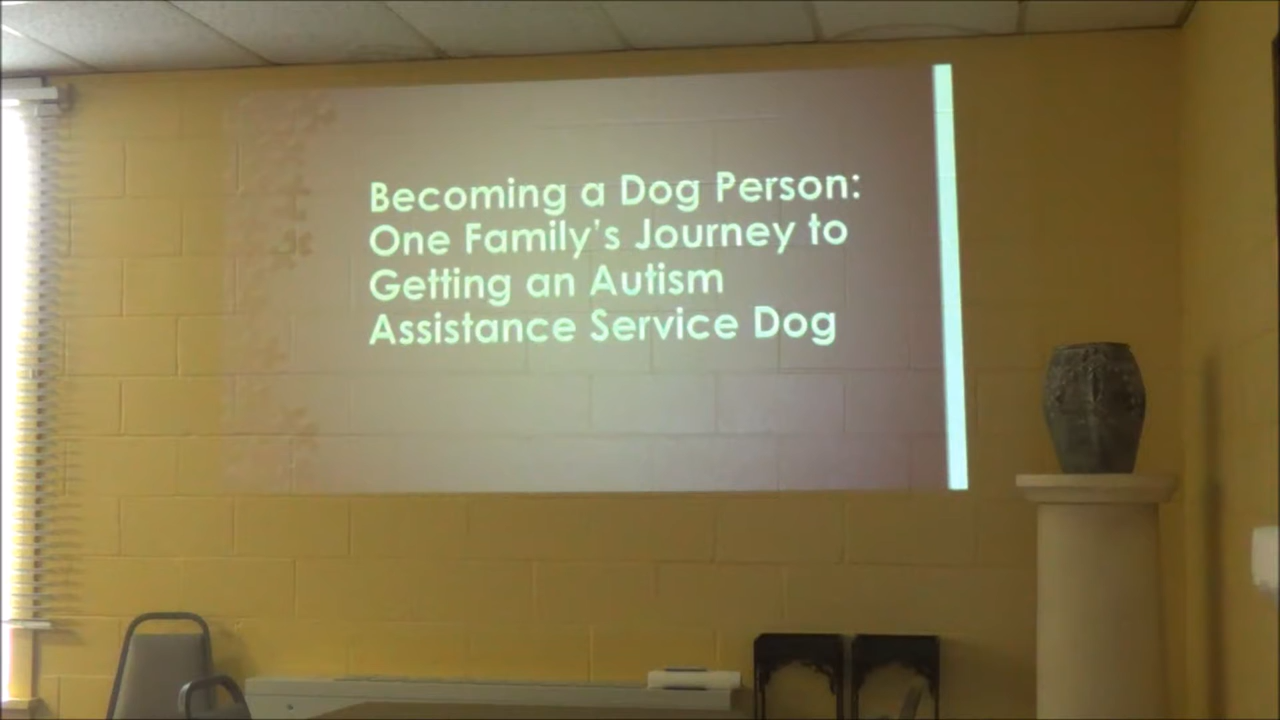 Becoming a Dog Person:
One Family's Journey to
Getting an Autism
Assistance Service Dog